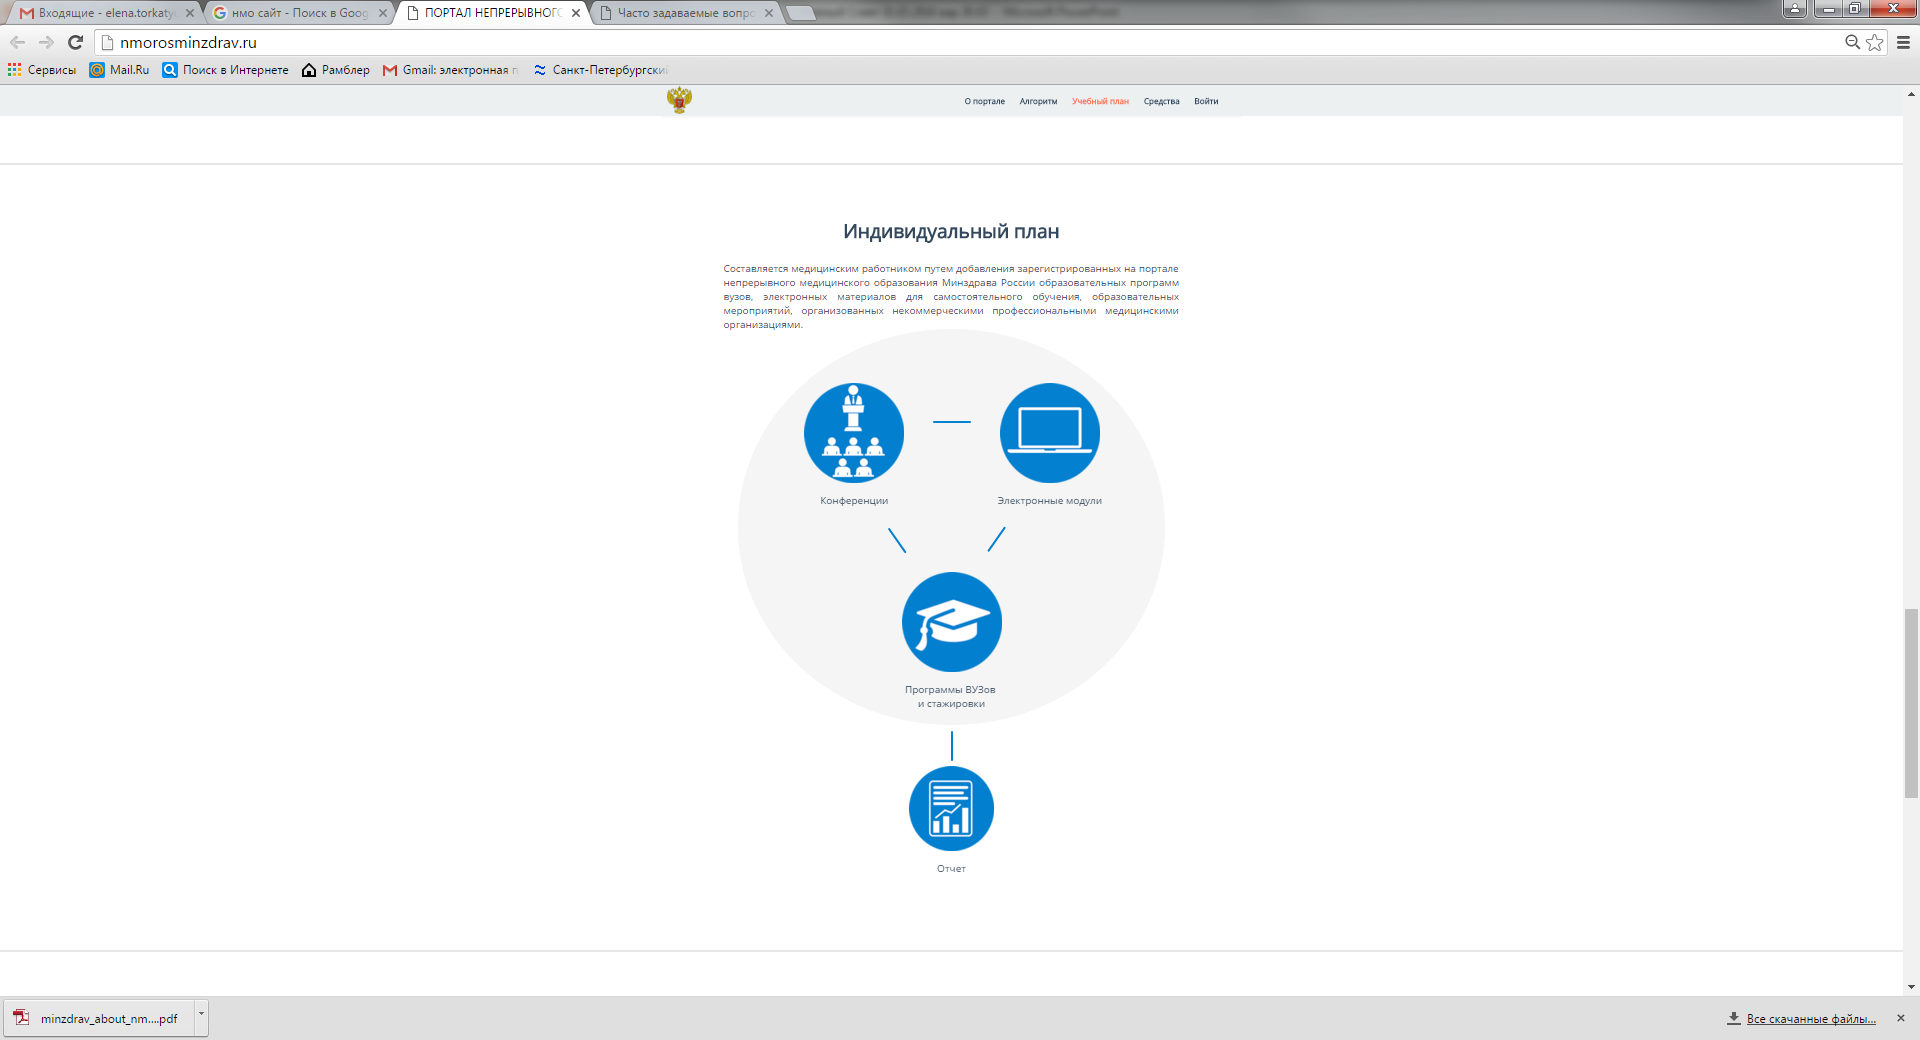 Входящие - elena.torkaty
нмо сайт - Поиск в Goog
ПОРТАЛ НЕПРЕРЫВНОГО
Часто задаваемые вопро
nmorosminzdrav.ru
Сервисы
Mail.Ru
Поиск в Интернете
Рамблер
Gmail: электронная п
Санкт-Петербургский
О портале
Алгоритм
Учебный план
Средства
Войти
Индивидуальный план
Составляется медицинским работником путем добавления зарегистрированных на портале
непрерывного медицинского образования Минздрава России образовательных программ
вузов, электронных материалов для самостоятельного обучения, образовательных
мероприятий, организованных некоммерческими профессиональными медицинскими
организациями.
Конференции
Электронные модули
Программы ВУЗов
и стажировки
Отчет
minzdrav_about_nm....pdf
Все скачанные файлы...